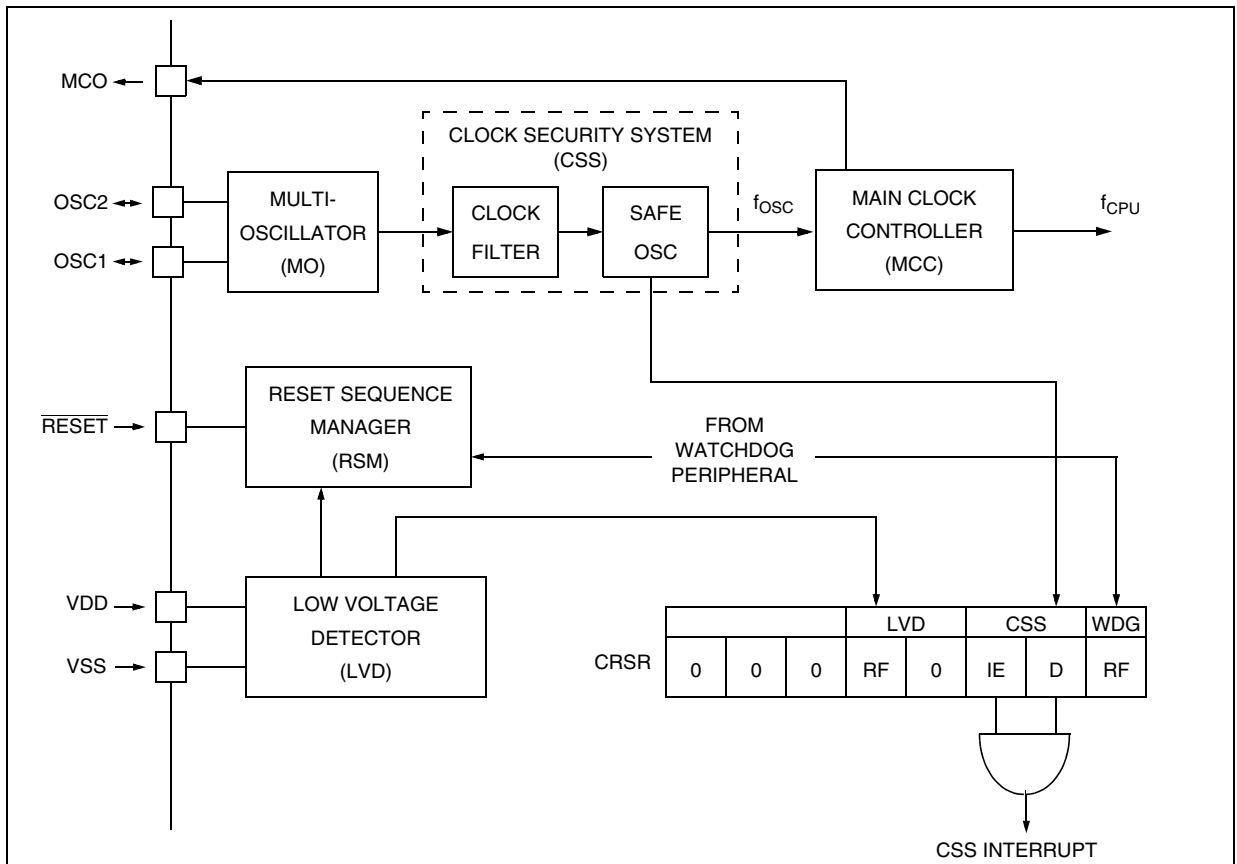 MCO
CLOCK SECURITY SYSTEM
(CSS)
OSC2
OSC1
MULTI-
OSCILLATOR
(MO)
CLOCK
FILTER
SAFE
OSC
fOSC
MAIN CLOCK
CONTROLLER
(MCC)
fCPU
RESET
RESET SEQUENCE
MANAGER
(RSM)
FROM
WATCHDOG
PERIPHERAL
VDD
VSS
LOW VOLTAGE
DETECTOR
(LVD)
LVD CSS WDG
CRSR 0 0 0 RF 0 IE D RF
CSS INTERRUPT